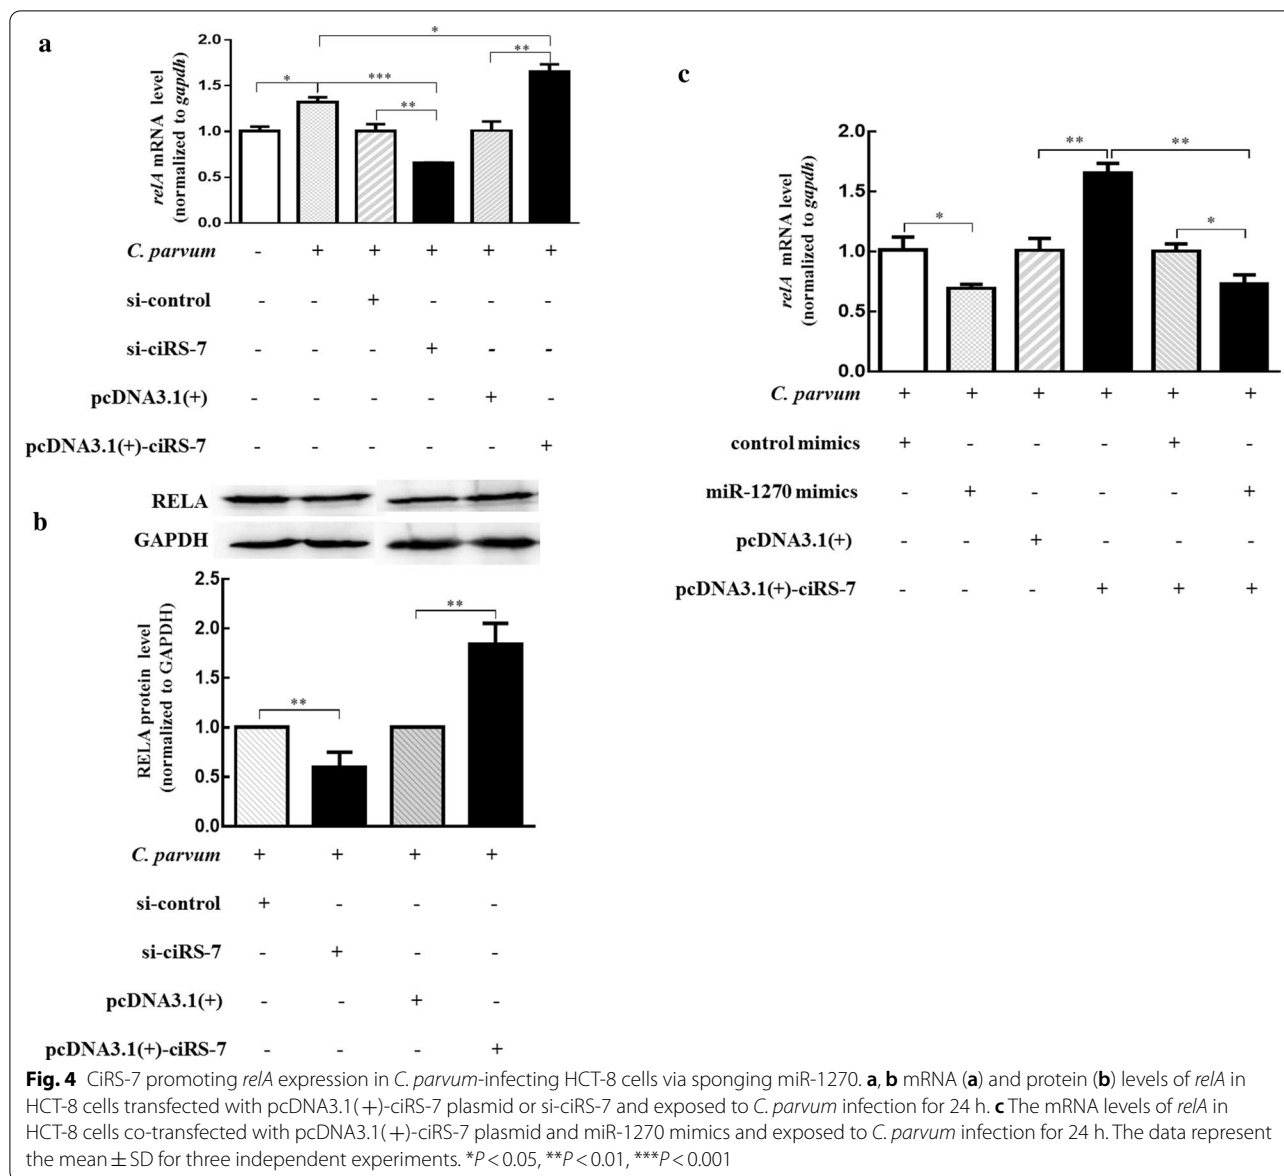 a
relA mRNA level
(normalized to gapdh)
2.0
1.5
1.0
0.5
0.0
* *** ** ** *
C. parvum - + + + + +
si-control - - + - - -
si-ciRS-7 - - - + - -
pcDNA3.1(+) - - - - + -
pcDNA3.1(+)-ciRS-7 - - - - - +
b
RELA
GAPDH
RELA protein level
(normalized to GAPDH)
2.5
2.0
1.5
1.0
0.5
0.0
** **
C. parvum + + + +
si-control + - - -
si-ciRS-7 - + - -
pcDNA3.1(+) - - + -
pcDNA3.1(+)-ciRS-7 - - - +
c
relA mRNA level
(normalized to gapdh)
2.0
1.5
1.0
0.5
0.0
* ** ** *
C. parvum + + + + + +
control mimics + - - - + -
miR-1270 mimics - + - - - +
pcDNA3.1(+) - - + - - -
pcDNA3.1(+)-ciRS-7 - - - + + +
Fig. 4 CiRS-7 promoting relA expression in C. parvum-infecting HCT-8 cells via sponging miR-1270. a, b mRNA (a) and protein (b) levels of relA in
HCT-8 cells transfected with pcDNA3.1(+)-ciRS-7 plasmid or si-ciRS-7 and exposed to C. parvum infection for 24 h. c The mRNA levels of relA in
HCT-8 cells co-transfected with pcDNA3.1(+)-ciRS-7 plasmid and miR-1270 mimics and exposed to C. parvum infection for 24 h. The data represent
the mean ± SD for three independent experiments. *P < 0.05, **P < 0.01, ***P < 0.001